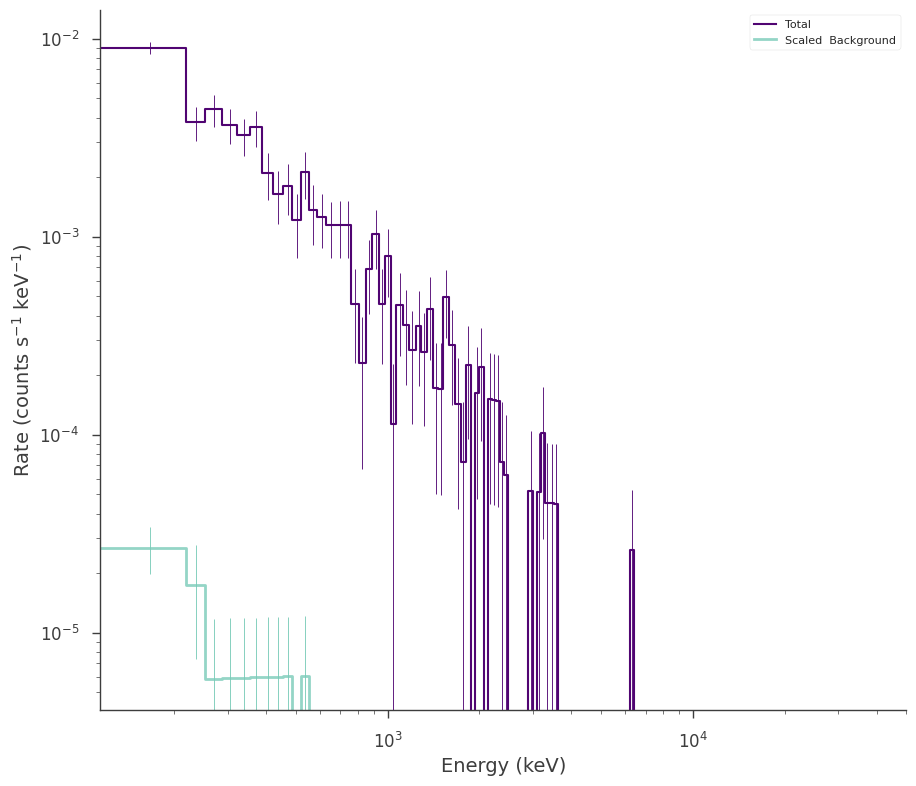 Total
Scaled  Background
10⁻²
10⁻³
10⁻⁴
10⁻⁵
Rate (counts s⁻¹ keV⁻¹)
10³
10⁴
Energy (keV)